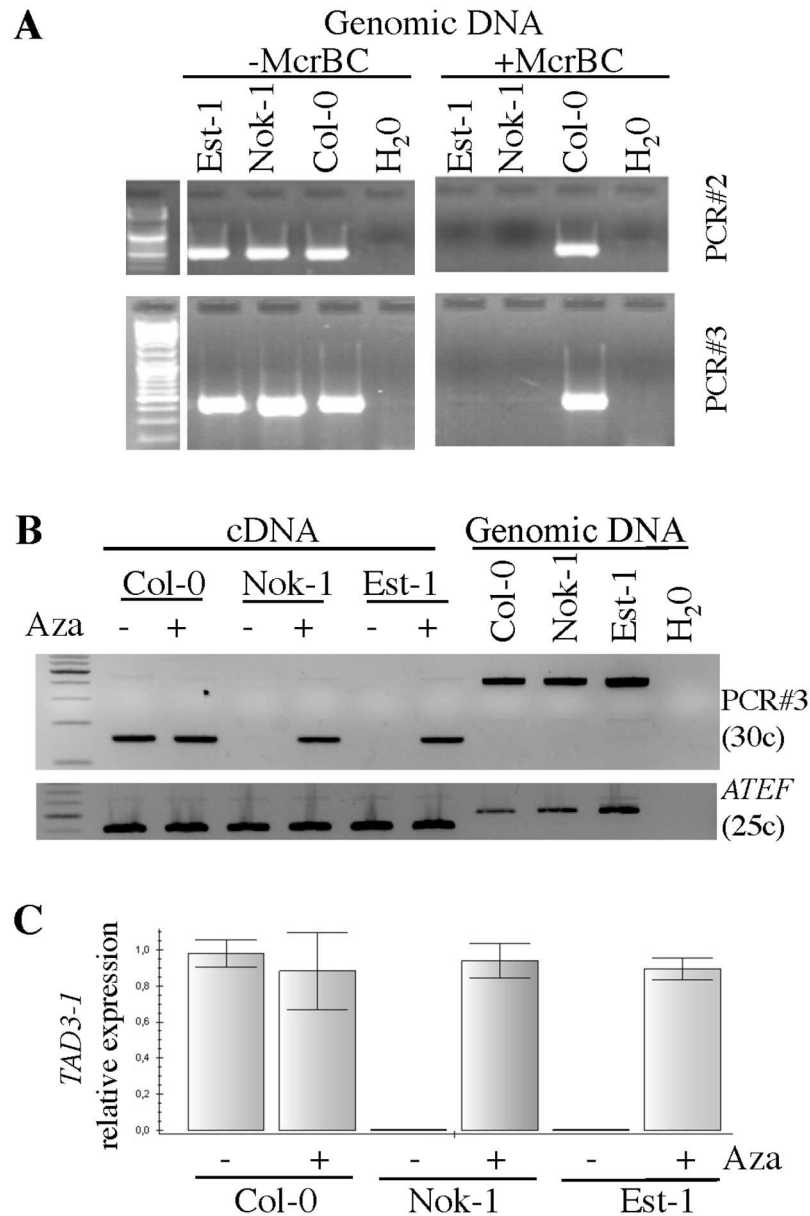 A
Genomic DNA
-McrBC +McrBC
Est-1 Nok-1 Col-0 H20 Est-1 Nok-1 Col-0 H20
PCR#2
PCR#3
B
cDNA Genomic DNA
Col-0 Nok-1 Est-1 Col-0 Nok-1 Est-1 H20
Aza - + - + - +
PCR#3
(30c)
ATEF
(25c)
C
TAD3-1
relative expression
1,0
0,8
0,6
0,4
0,2
0,0
- + - + - + Aza
Col-0 Nok-1 Est-1